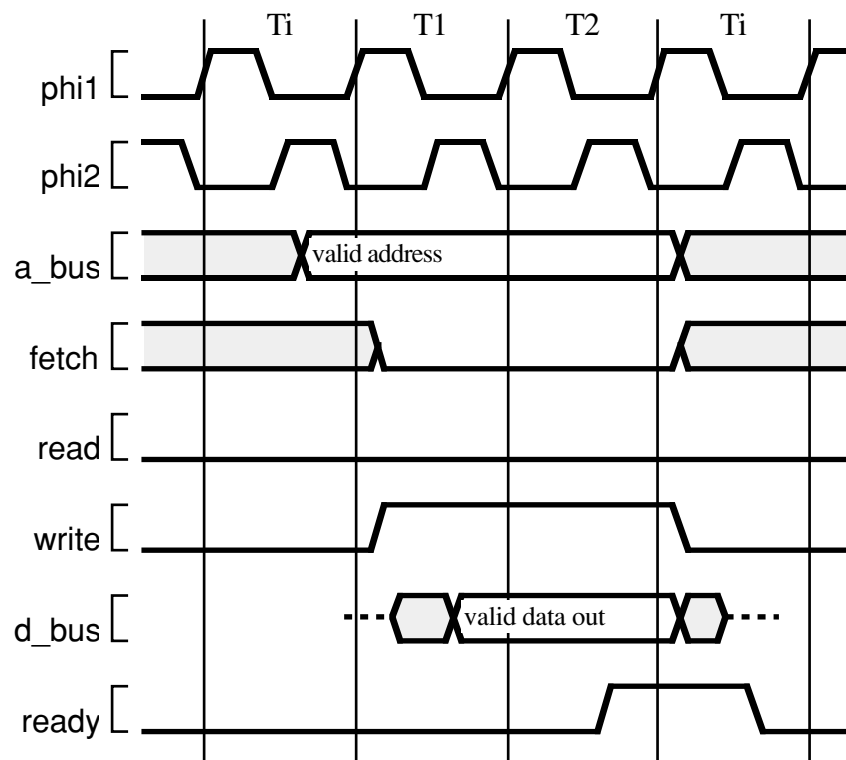 Ti T1 T2 Ti
phi1
phi2
a_bus valid address
fetch
read
write
d_bus valid data out
ready